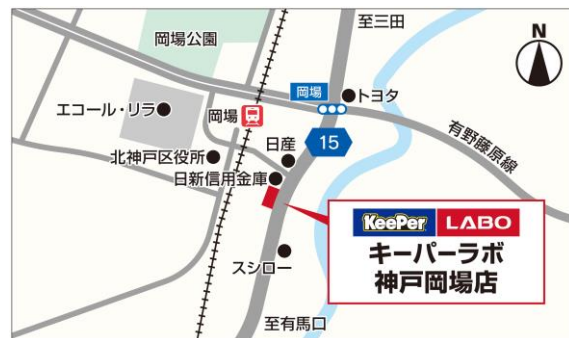 至三田
N
岡場公園
岡場
トヨタ
エコール・リラ
岡場
有野藤原線
日産
15
北神戸区役所
日新信用金庫
KeePer LABO
キーパーラボ
神戸岡場店
スシロー
至有馬口